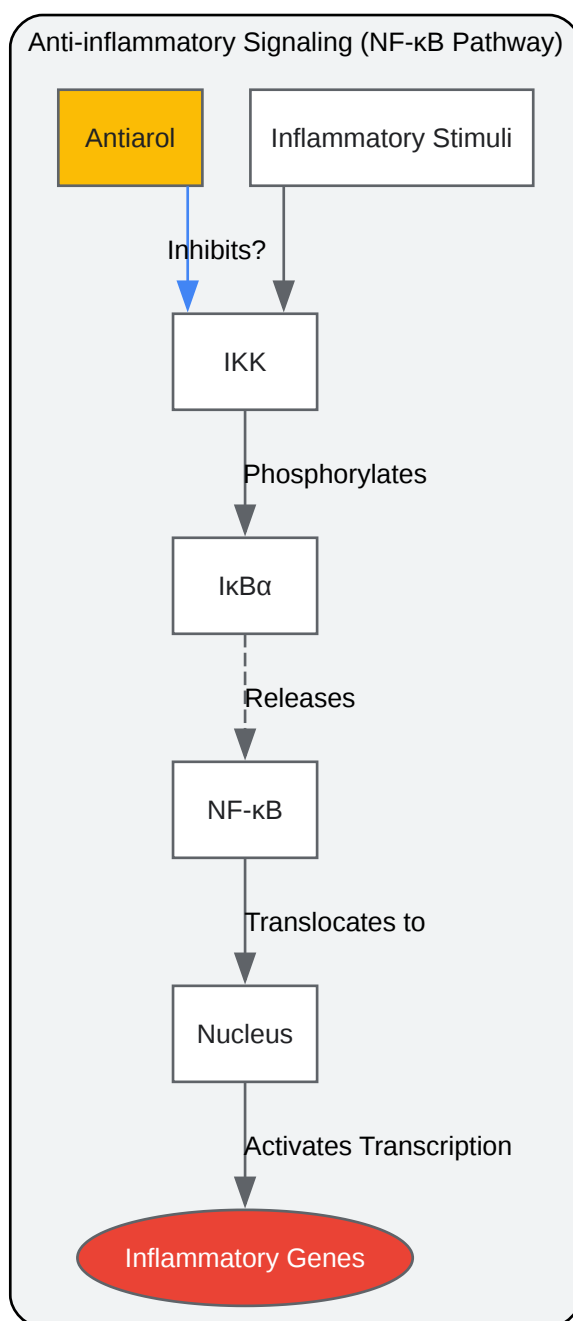 Anti-inflammatory Signaling (NF-κB Pathway)
Antiarol
Inflammatory Stimuli
Inhibits?
IKK
Phosphorylates
IκBα
Releases
NF-κB
Translocates to
Nucleus
Activates Transcription
Inflammatory Genes